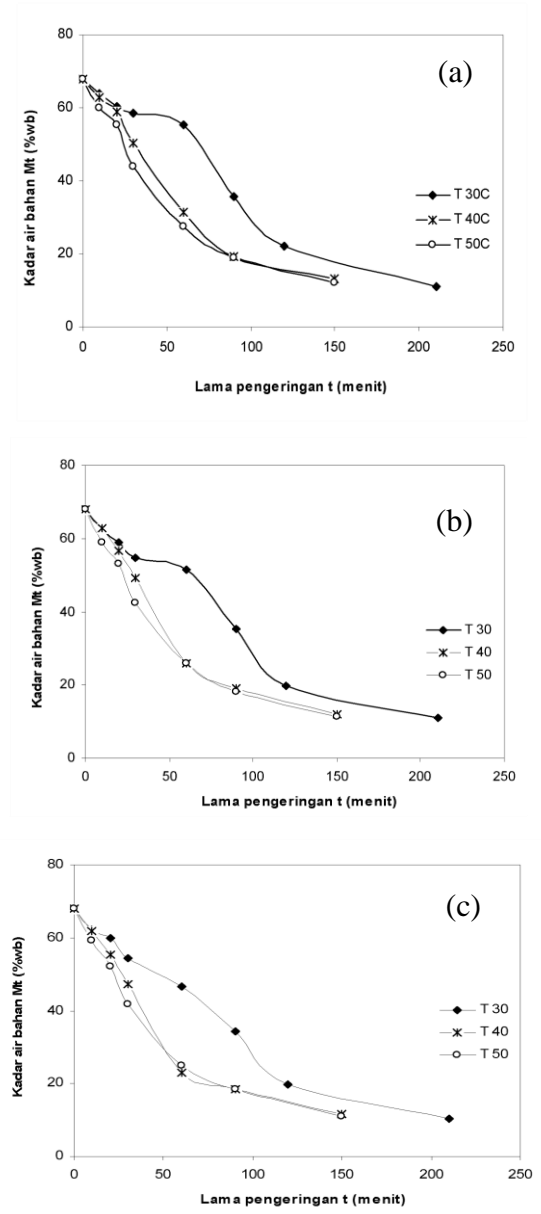 (a)
Kadar air bahan Mt (%wb)
80
60
40
20
0
0 50 100 150 200 250
T 30C
T 40C
T 50C
Lama pengeringan t (menit)
(b)
Kadar air bahan Mt (%wb)
80
60
40
20
0
0 50 100 150 200 250
T 30
T 40
T 50
Lama pengeringan t (menit)
(c)
Kadar air bahan Mt (%wb)
80
60
40
20
0
0 50 100 150 200 250
T 30
T 40
T 50
Lama pengeringan t (menit)